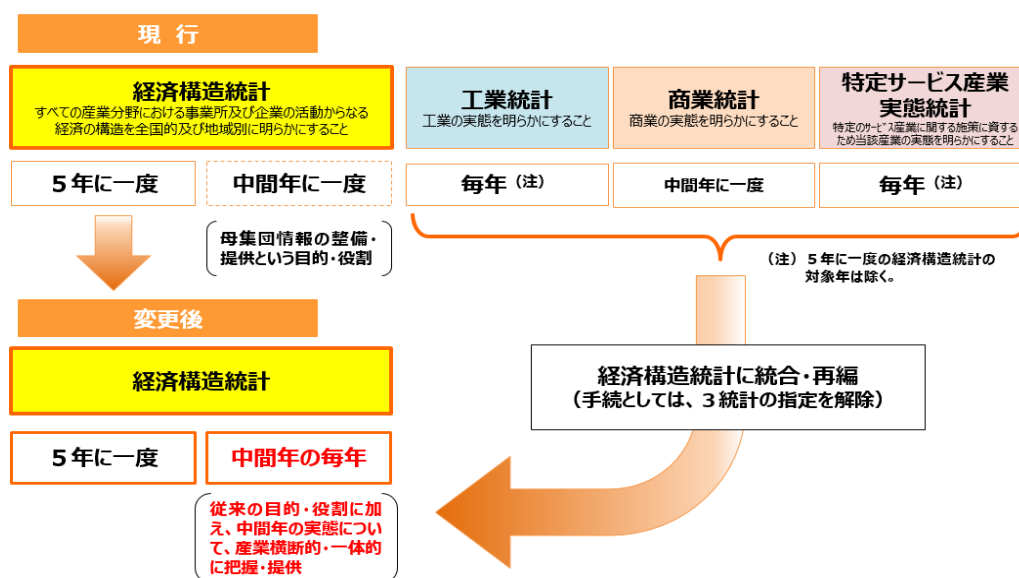 現 行
経済構造統計
すべての産業分野における事業所及び企業の活動からなる
経済の構造を全国的及び地域別に明らかにすること
工業統計
工業の実態を明らかにすること
商業統計
商業の実態を明らかにすること
特定サービス産業
実態統計
特定のサービス産業に関する施策に資する
ため当該産業の実態を明らかにすること
5年に一度
中間年に一度
毎年（注）
中間年に一度
毎年（注）
母集団情報の整備・
提供という目的・役割
（注）５年に一度の経済構造統計の
対象年は除く。
変更後
経済構造統計
経済構造統計に統合・再編
（手続としては、３統計の指定を解除）
5年に一度
中間年の毎年
従来の目的・役割に加
え、中間年の実態につい
て、産業横断的・一体的
に把握・提供